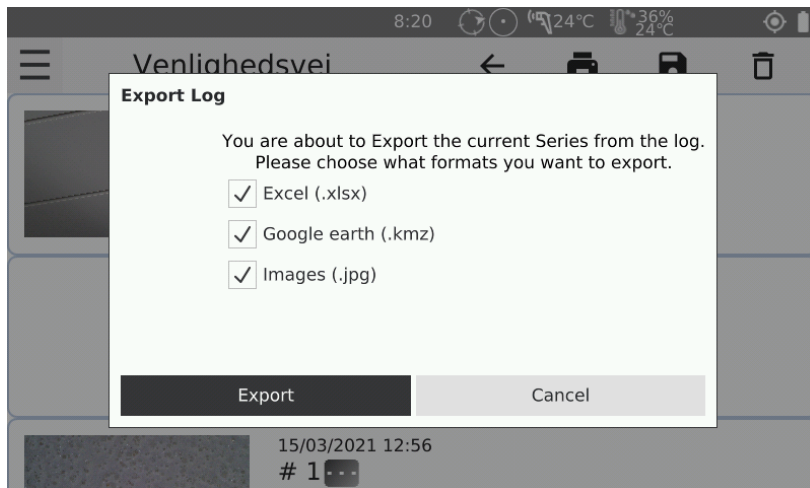 8:20 24°C 36%
24°C
Venlighedsvej
Export Log
You are about to Export the current Series from the log.
Please choose what formats you want to export.
Excel (.xlsx)
Google earth (.kmz)
Images (.jpg)
Export Cancel
15/03/2021 12:56
# 1